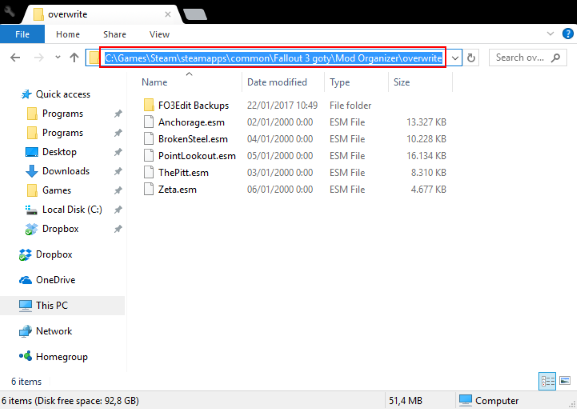 overwrite
File Home Share View
C:\Games\Steam\steamapps\common\Fallout 3 goty\Mod Organizer\overwrite Search ov...
Name Date modified Type Size
Quick access
Programs
Programs
Desktop
Downloads
Games
Local Disk (C:)
Dropbox
Dropbox
OneDrive
This PC
Network
Homegroup
FO3Edit Backups 22/01/2017 10:49 File folder
Anchorage.esm 02/01/2000 0:00 ESM File 13.327 KB
BrokenSteel.esm 04/01/2000 0:00 ESM File 10.228 KB
PointLookout.esm 05/01/2000 0:00 ESM File 16.134 KB
ThePitt.esm 03/01/2000 0:00 ESM File 8.310 KB
Zeta.esm 06/01/2000 0:00 ESM File 4.677 KB
6 items
6 items (Disk free space: 92,8 GB) 51,4 MB Computer